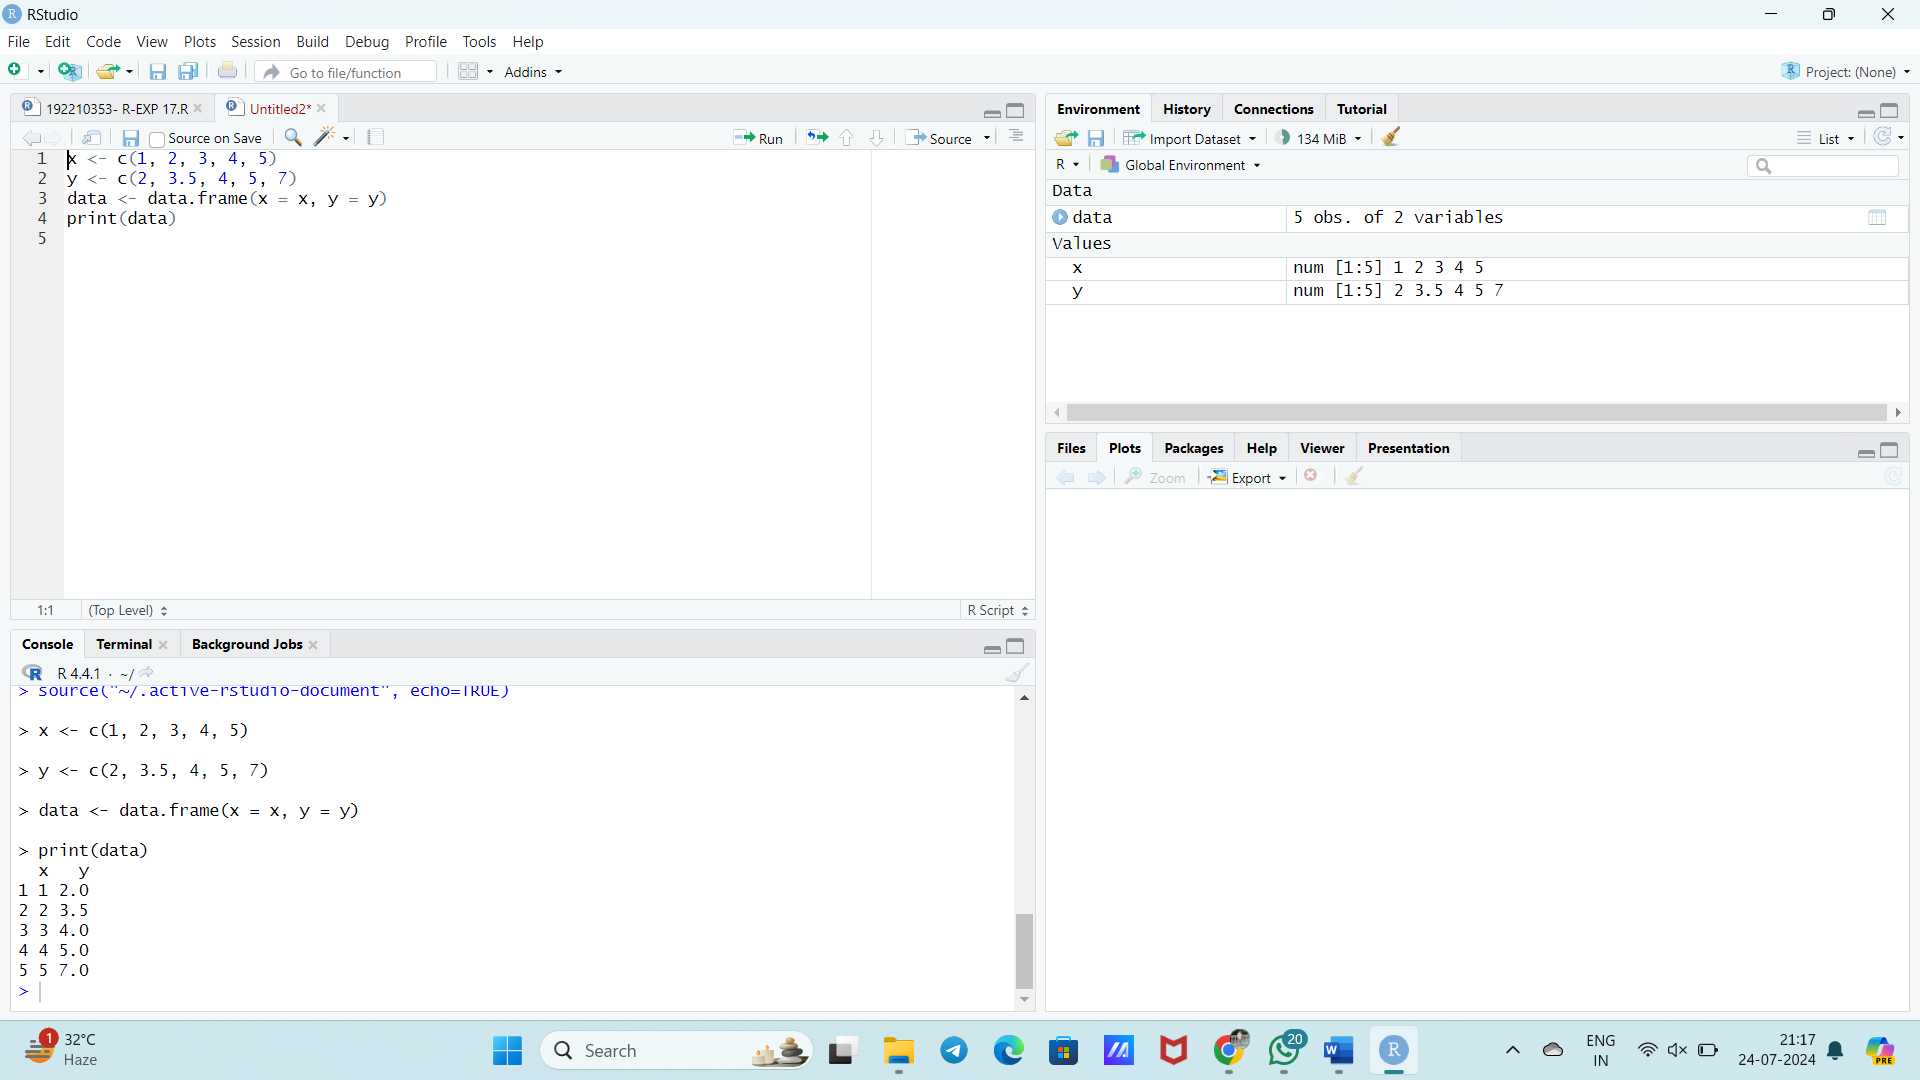 RStudio
File Edit Code View Plots Session Build Debug Profile Tools Help
Go to file/function Addins Project: (None)
192210353- R-EXP 17.R Untitled2*
Source on Save Run Source
1 x <- c(1, 2, 3, 4, 5)
2 y <- c(2, 3.5, 4, 5, 7)
3 data <- data.frame(x = x, y = y)
4 print(data)
5
1:1 (Top Level) R Script
Console Terminal Background Jobs
R 4.4.1 · ~/
> source("~/.active-rstudio-document", echo=TRUE)
> x <- c(1, 2, 3, 4, 5)
> y <- c(2, 3.5, 4, 5, 7)
> data <- data.frame(x = x, y = y)
> print(data)
x y
1 1 2.0
2 2 3.5
3 3 4.0
4 4 5.0
5 5 7.0
>
Environment History Connections Tutorial
Import Dataset 134 MiB List
R Global Environment
Data
data 5 obs. of 2 variables
Values
x num [1:5] 1 2 3 4 5
y num [1:5] 2 3.5 4 5 7
Files Plots Packages Help Viewer Presentation
Zoom Export
1 32°C
Haze
Search
20
ENG
IN
21:17
24-07-2024
PRE